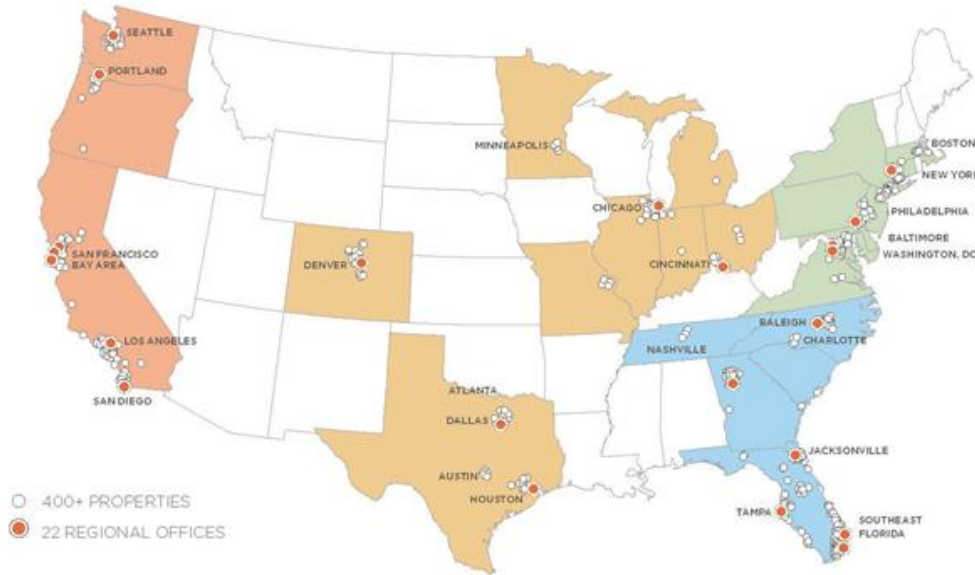 SEATTLE
PORTLAND
MINNEAPOLIS
BOSTON
NEW YORK
CHICAGO
PHILADELPHIA
BALTIMORE
SAN FRANCISCO
BAY AREA
DENVER
CINCINNATI
WASHINGTON, DC
LOS ANGELES
RALEIGH
NASHVILLE
CHARLOTTE
SAN DIEGO
ATLANTA
DALLAS
JACKSONVILLE
AUSTIN
HOUSTON
400+ PROPERTIES
TAMPA
SOUTHEAST
FLORIDA
22 REGIONAL OFFICES